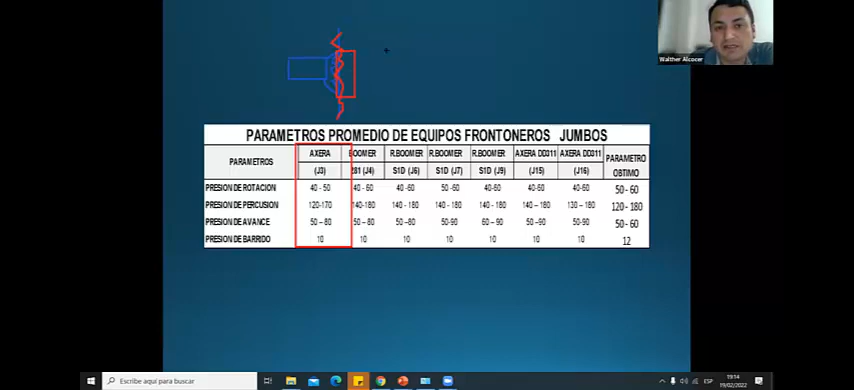 Walther Alcocer
PARAMETROS PROMEDIO DE EQUIPOS FRONTONEROS JUMBOS
PARAMETROS AXERA BOOMER R.BOOMER R.BOOMER R.BOOMER AXERA DD311 AXERA DD311 PARAMETRO OBTIMO
(J3) 281 (J4) S1D (J6) S1D (J7) S1D (J9) (J15) (J16)
PRESION DE ROTACION 40 - 50 40 - 60 40 -60 50 -60 40-60 40-60 40-60 50 - 60
PRESION DE PERCUSION 120-170 140-180 140 - 180 140 - 180 140 - 180 140 – 180 130 – 180 120 - 180
PRESION DE AVANCE 50 – 80 50 – 80 50 –80 50-90 60 – 90 50 –90 50-90 50 - 60
PRESION DE BARRIDO 10 10 10 10 10 10 10 12
Escribe aquí para buscar
ESP
19:14
19/02/2022